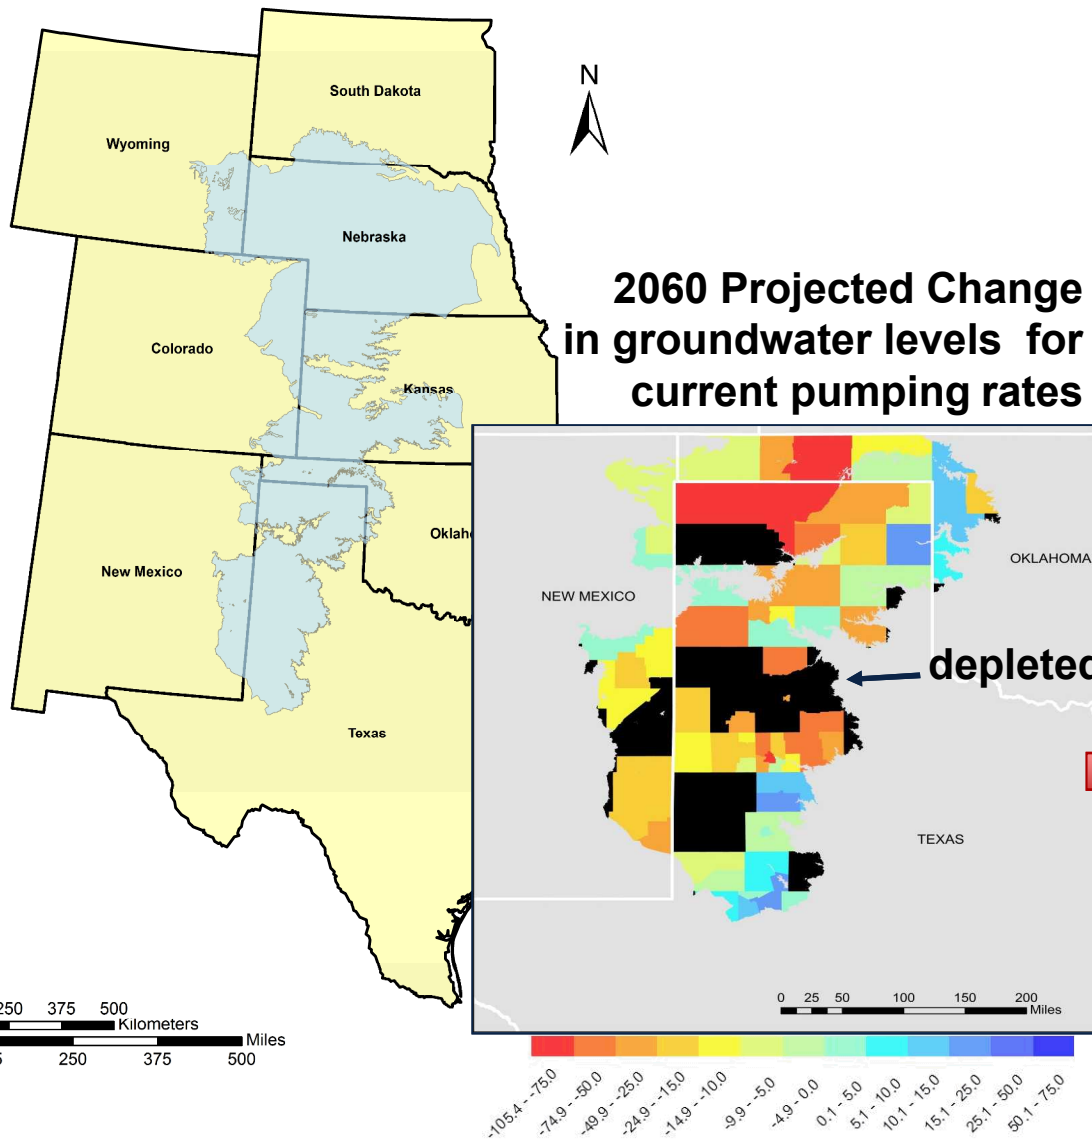 South Dakota
N
Wyoming
Nebraska
2060 Projected Change
in groundwater levels for
current pumping rates
Colorado
Kansas
New Mexico
Oklaho
Texas
NEW MEXICO
OKLAHOMA
depleted
TEXAS
0 25 50 100 150 200
Miles
250 375 500
Kilometers
Miles
5 250 375 500
-105.4 - -75.0
-74.9 - -50.0
-49.9 - -25.0
-24.9 - -15.0
-14.9 - -10.0
-9.9 - -5.0
-4.9 - 0.0
0.1 - 5.0
5.1 - 10.0
10.1 - 15.0
15.1 - 25.0
25.1 - 50.0
50.1 - 75.0